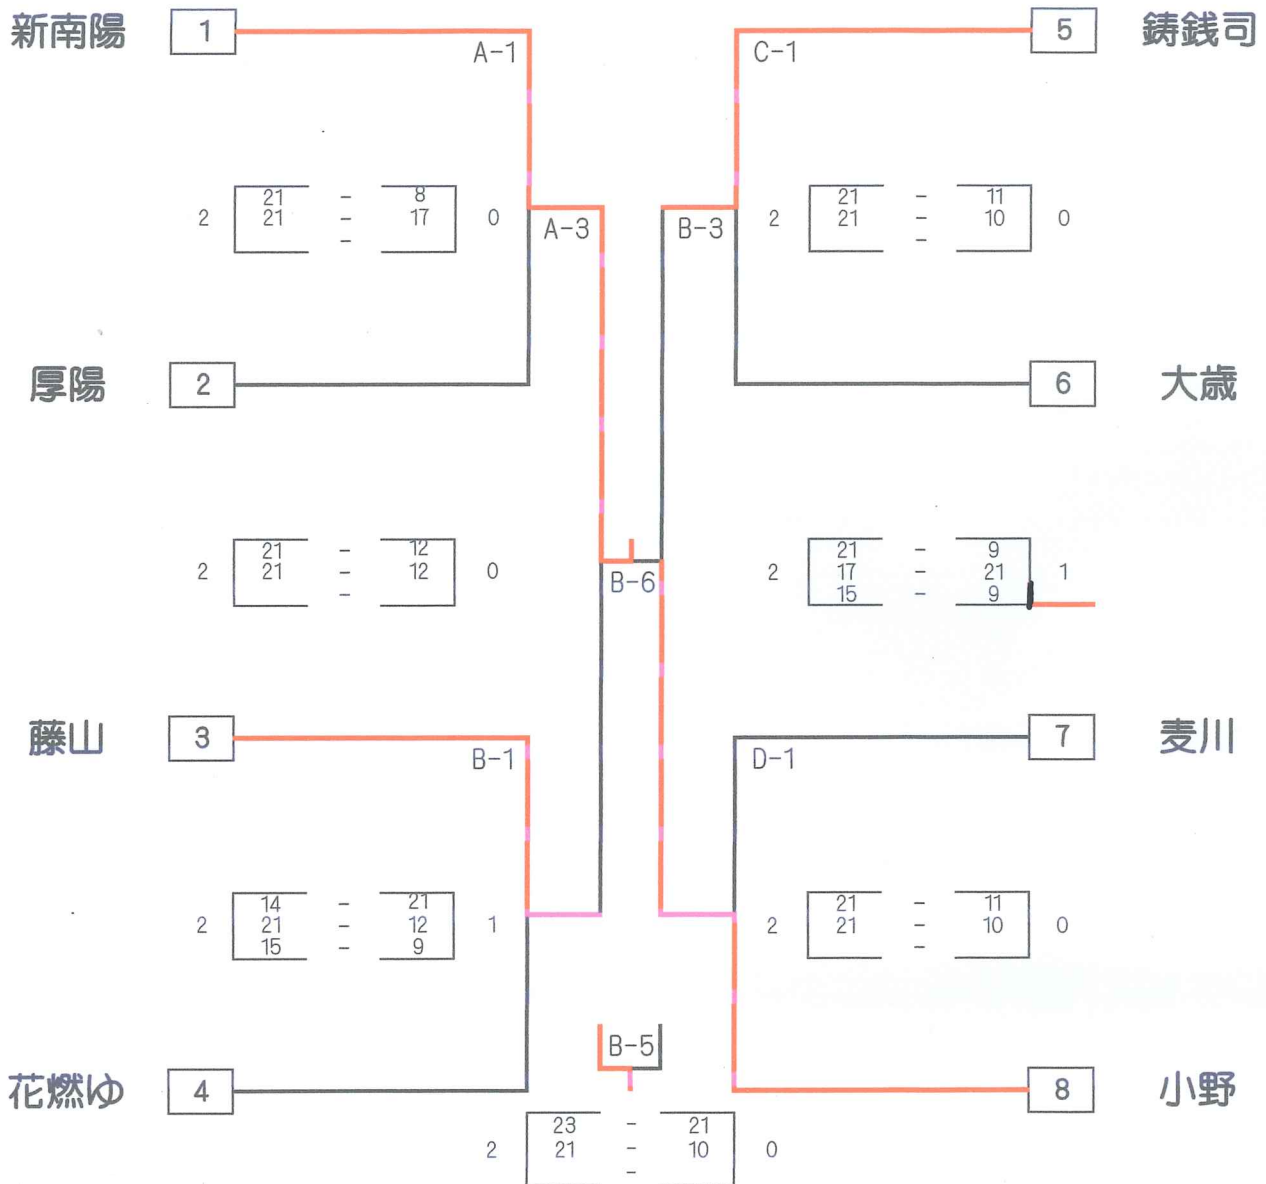 新南陽 1 5 鋳銭司
A-1 C-1
21 - 8 21 - 11
2 21 - 17 0 A-3 B-3 2 21 - 10 0
- -
厚陽 2 6 大歳
21 - 12 21 - 9
2 21 - 12 0 B-6 2 17 - 21 1
- 15 - 9
藤山 3 7 麦川
B-1 D-1
14 - 21 21 - 11
2 21 - 12 1 2 21 - 10 0
15 - 9 -
B-5
花燃ゆ 4 8 小野
23 - 21
2 21 - 10 0
-